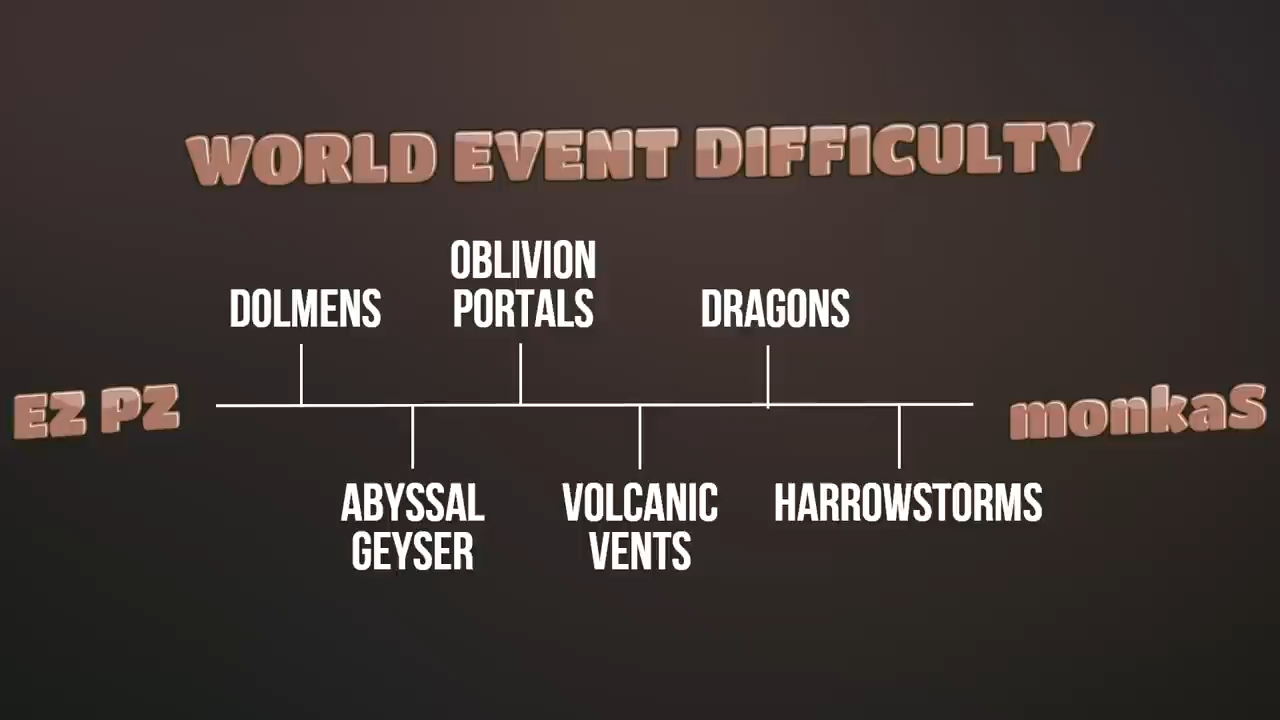 WORLD EVENT DIFFICULTY
OBLIVION
PORTALS
DOLMENS
DRAGONS
EZ PZ
monkaS
ABYSSAL
GEYSER
VOLCANIC
VENTS
HARROWSTORMS